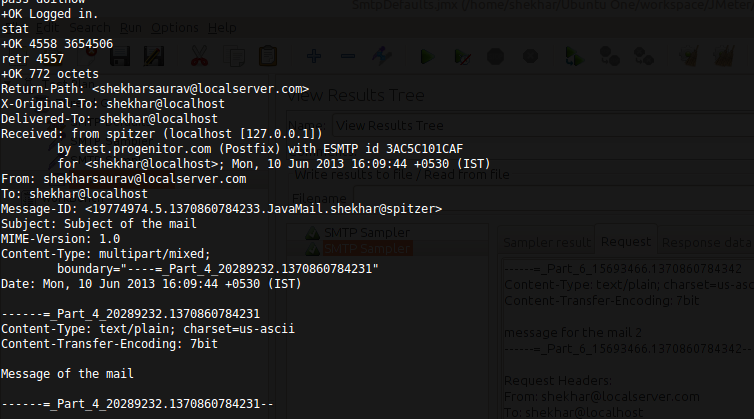 pass doitnow
+OK Logged in.
stat
+OK 4558 3654506
retr 4557
+OK 772 octets
Return-Path: <shekharsaurav@localserver.com>
X-Original-To: shekhar@localhost
Delivered-To: shekhar@localhost
Received: from spitzer (localhost [127.0.0.1])
        by test.progenitor.com (Postfix) with ESMTP id 3AC5C101CAF
        for <shekhar@localhost>; Mon, 10 Jun 2013 16:09:44 +0530 (IST)
From: shekharsaurav@localserver.com
To: shekhar@localhost
Message-ID: <19774974.5.1370860784233.JavaMail.shekhar@spitzer>
Subject: Subject of the mail
MIME-Version: 1.0
Content-Type: multipart/mixed;
        boundary="----=_Part_4_20289232.1370860784231"
Date: Mon, 10 Jun 2013 16:09:44 +0530 (IST)
------=_Part_4_20289232.1370860784231
Content-Type: text/plain; charset=us-ascii
Content-Transfer-Encoding: 7bit
Message of the mail
------=_Part_4_20289232.1370860784231--
SmtpDefaults.jmx (/home/shekhar/Ubuntu One/workspace/JMeter
Run Options Help
View Results Tree
Name: View Results Tree
Write results to file / Read from file
Filename
SMTP Sampler
SMTP Sampler
Sampler result Request Response data
------=_Part_6_15693466.1370860784342
Content-Type: text/plain; charset=us-as
Content-Transfer-Encoding: 7bit
message for the mail 2
------=_Part_6_15693466.1370860784342--
Request Headers:
From: shekhar@localserver.com
To: shekhar@localhost